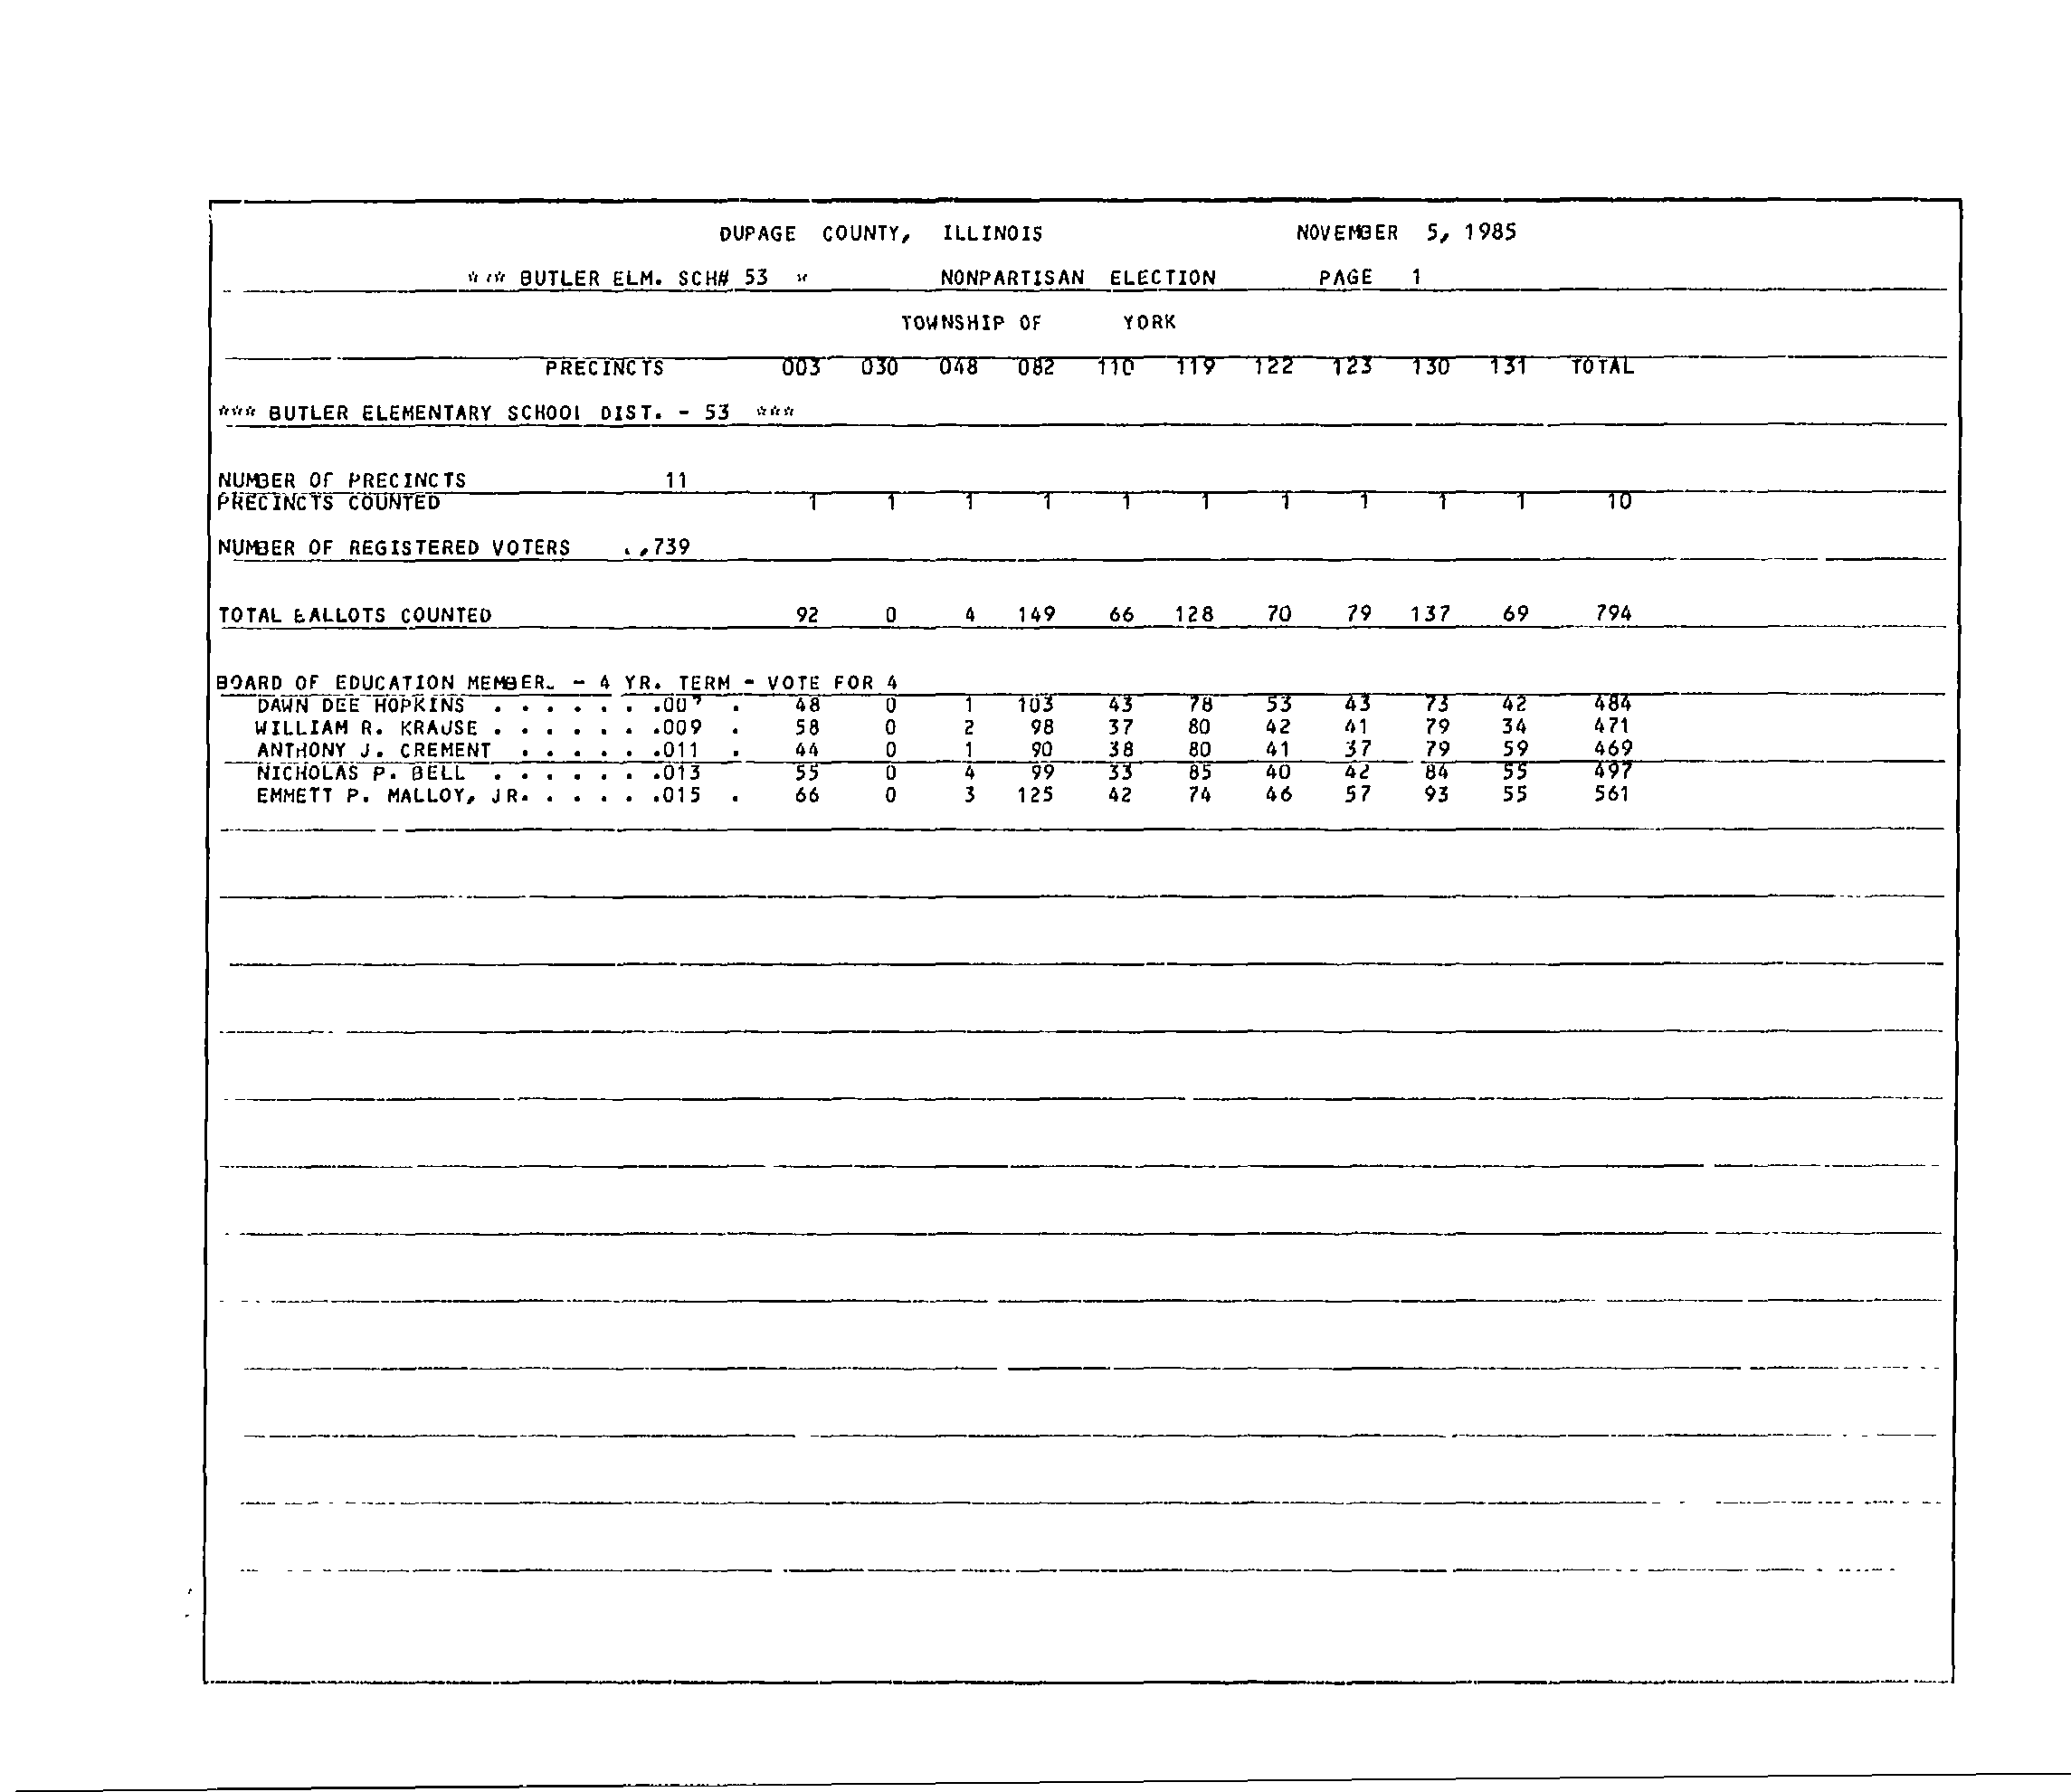 DUPAGE COUNTY, ILLINOIS NOVEMBER 5, 1985
*** BUTLER ELM. SCH# 53 * NONPARTISAN ELECTION PAGE 1
TOWNSHIP OF YORK
PRECINCTS 003 030 048 082 110 119 122 123 130 131 TOTAL
*** BUTLER ELEMENTARY SCHOOL DIST. - 53 ***
NUMBER OF PRECINCTS 11
PRECINCTS COUNTED 1 1 1 1 1 1 1 1 1 1 10
NUMBER OF REGISTERED VOTERS
TOTAL BALLOTS COUNTED 92 0 4 149 66 128 70 79 137 69 794
BOARD OF EDUCATION MEMBER. - 4 YR. TERM - VOTE FOR 4
DAWN DEE HOPKINS . . . . . . .007 . 48 0 1 103 43 78 53 43 73 42 484
WILLIAM R. KRAUSE . . . . . . .009 . 58 0 2 98 37 80 42 41 79 34 471
ANTHONY J. CREMENT . . . . . .011 . 44 0 1 90 38 80 41 37 79 59 469
NICHOLAS P. BELL . . . . . . .013 55 0 4 99 33 85 40 42 84 55 497
EMMETT P. MALLOY, JR. . . . . .015 . 66 0 3 125 42 74 46 57 93 55 561